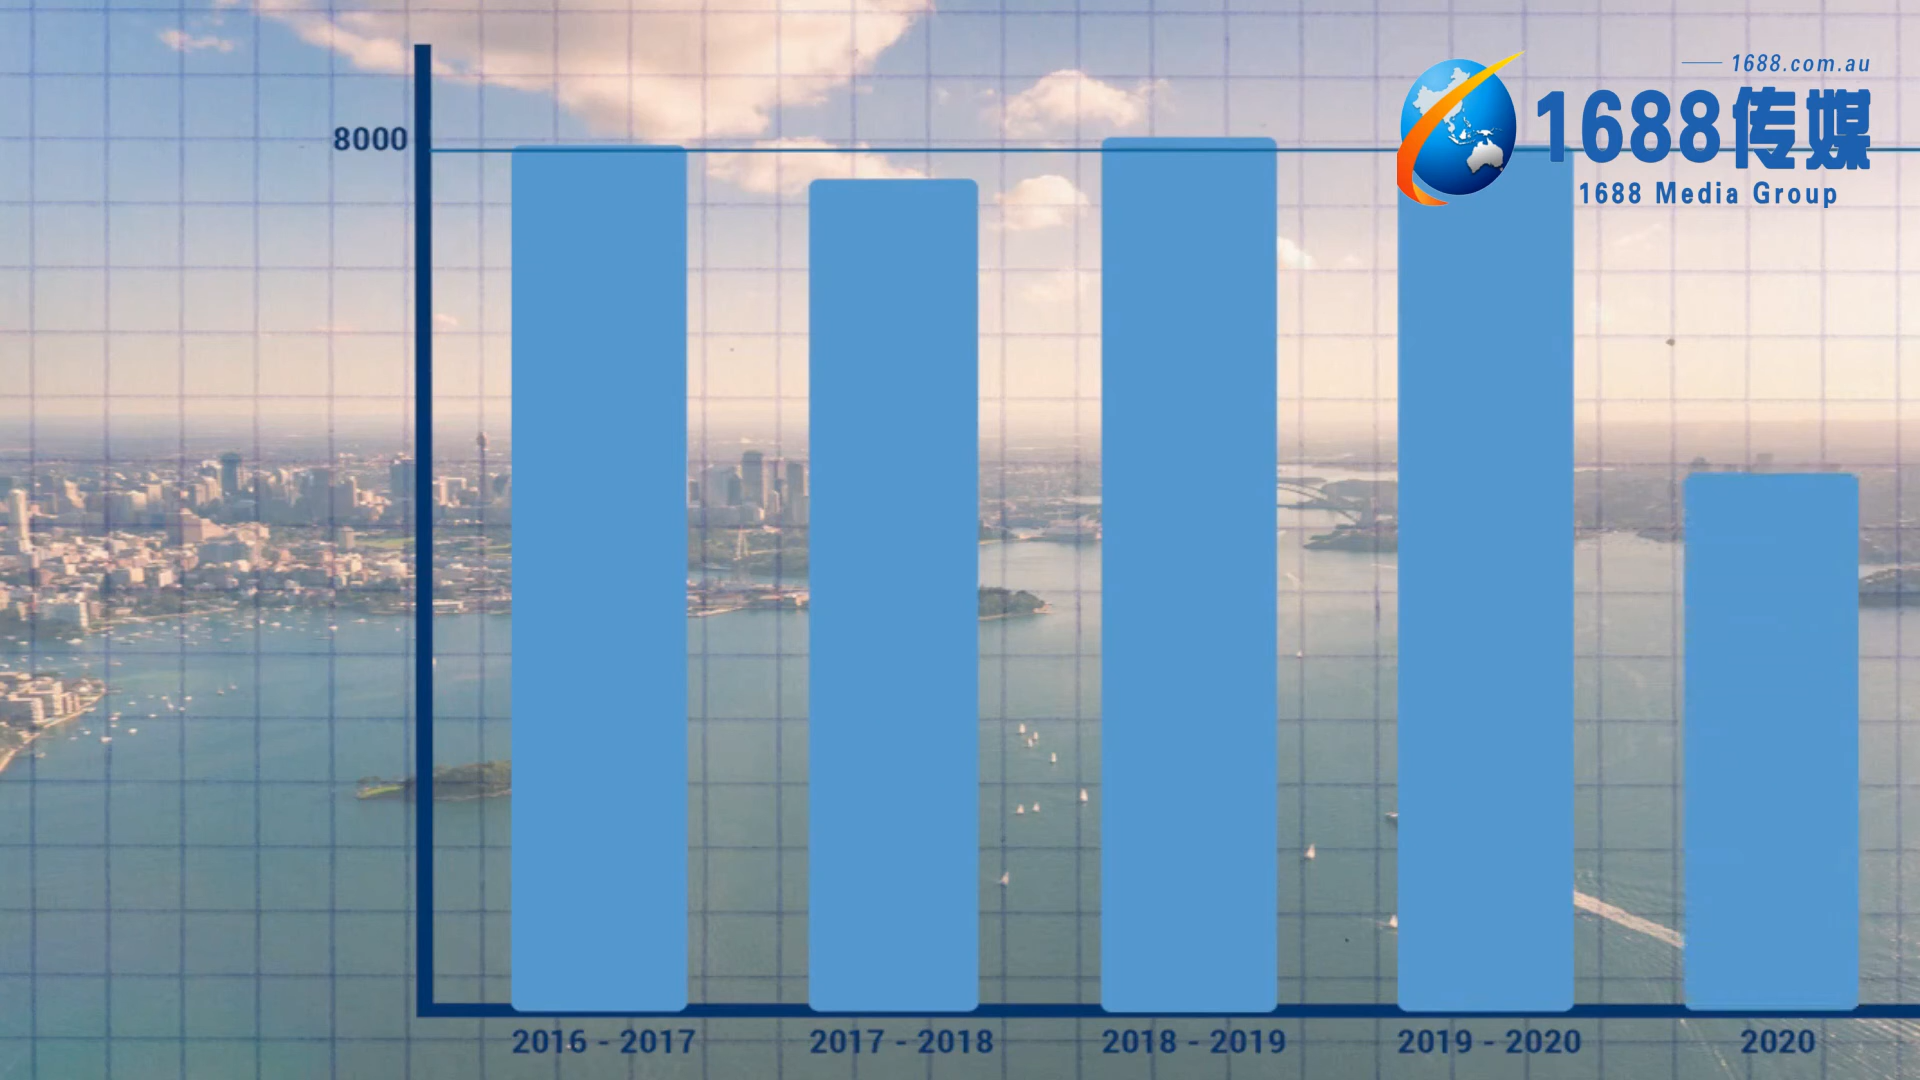 1688.com.au
1688传媒
1688 Media Group
8000
2016 - 2017
2017 - 2018
2018 - 2019
2019 - 2020
2020